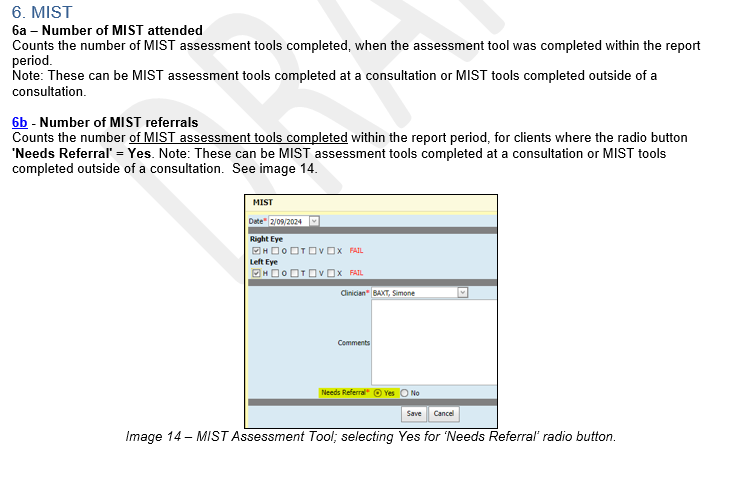 6. MIST
6a – Number of MIST attended
Counts the number of MIST assessment tools completed, when the assessment tool was completed within the report
period.
Note: These can be MIST assessment tools completed at a consultation or MIST tools completed outside of a
consultation.
6b - Number of MIST referrals
Counts the number of MIST assessment tools completed within the report period, for clients where the radio button
'Needs Referral' = Yes. Note: These can be MIST assessment tools completed at a consultation or MIST tools
completed outside of a consultation.  See image 14.
MIST
Date* 2/09/2024
Right Eye
H O T V X FAIL
Left Eye
H O T V X FAIL
Clinician* BAXT, Simone
Comments
Needs Referral* Yes No
Save Cancel
Image 14 – MIST Assessment Tool; selecting Yes for 'Needs Referral' radio button.